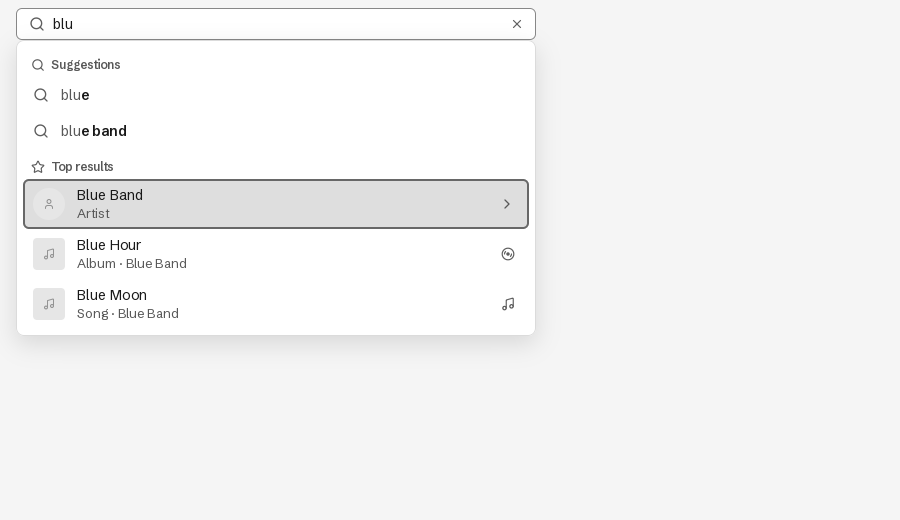 blu
Suggestions
blue
blue band
Top results
Blue Band
Artist
Blue Hour
Album · Blue Band
Blue Moon
Song · Blue Band